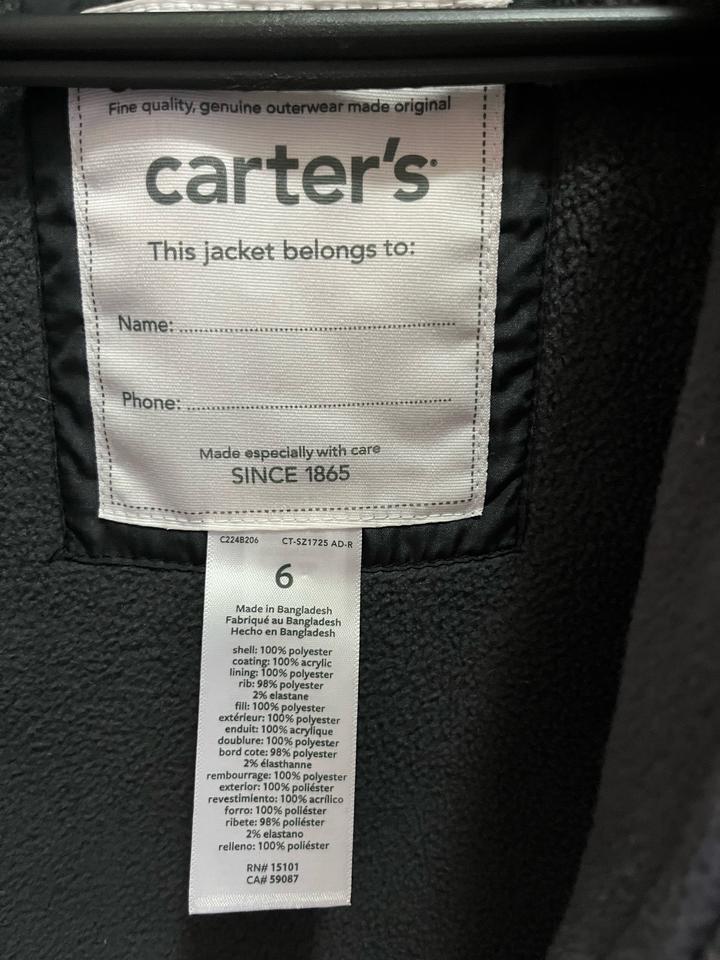 Fine quality, genuine outerwear made original
carter's
This jacket belongs to:
Name: ................................................
Phone: ................................................
Made especially with care
SINCE 1865
C224B206 CT-SZ1725 AD-R
6
Made in Bangladesh
Fabriqué au Bangladesh
Hecho en Bangladesh
shell: 100% polyester
coating: 100% acrylic
lining: 100% polyester
rib: 98% polyester
2% elastane
fill: 100% polyester
extérieur: 100% polyester
enduit: 100% acrylique
doublure: 100% polyester
bord cote: 98% polyester
2% élasthanne
rembourrage: 100% polyester
exterior: 100% poliéster
revestimiento: 100% acrílico
forro: 100% poliéster
ribete: 98% poliéster
2% elastano
relleno: 100% poliéster
RN# 15101
CA# 59087